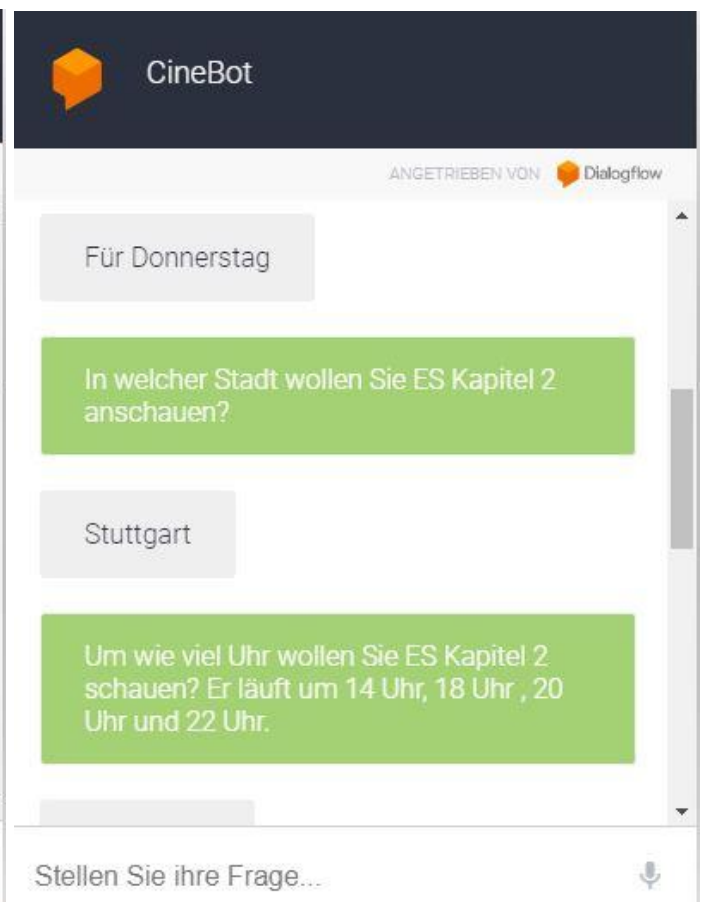 CineBot
ANGETRIEBEN VON Dialogflow
Für Donnerstag
In welcher Stadt wollen Sie ES Kapitel 2
anschauen?
Stuttgart
Um wie viel Uhr wollen Sie ES Kapitel 2
schauen? Er läuft um 14 Uhr, 18 Uhr , 20
Uhr und 22 Uhr.
Stellen Sie ihre Frage...